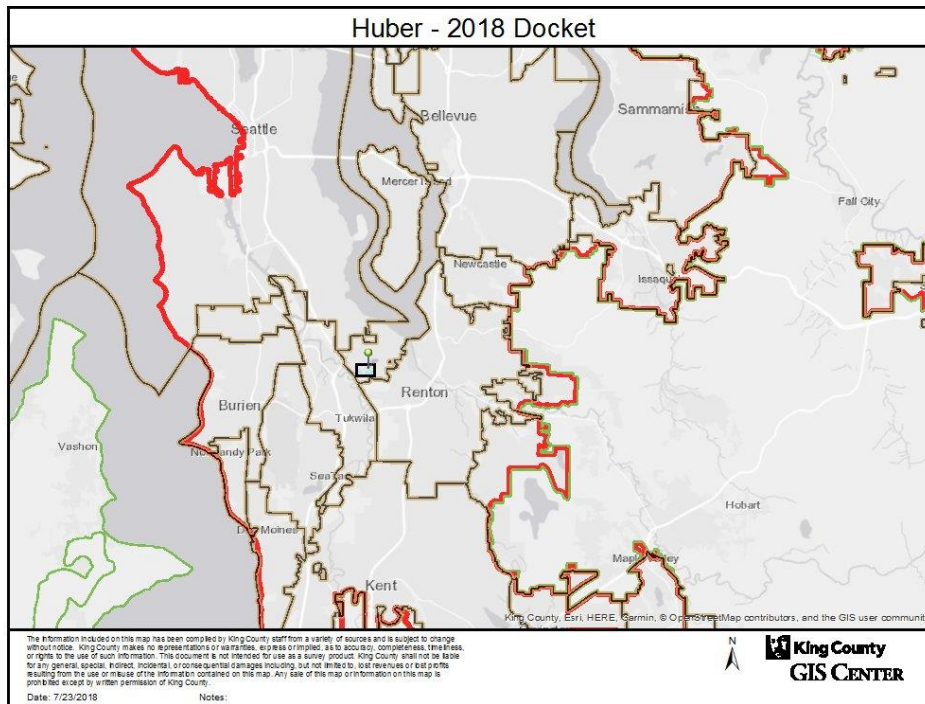 Huber - 2018 Docket
Seattle
Bellevue
Sammamish
Mercer Island
Fall City
Newcastle
Issaqu
Renton
Burien
Tukwila
Vashon
Normandy Park
SeaTac
Hobart
Des Moines
Maple Valley
Kent
King County, Esri, HERE, Garmin, © OpenStreetMap contributors, and the GIS user communit
The information included on this map has been compiled by King County staff from a variety of sources and is subject to change
without notice. King County makes no representations or warranties, express or implied, as to accuracy, completeness, timeliness,
or rights to the use of such information. This document is not intended for use as a survey product. King County shall not be liable
for any general, special, indirect, incidental, or consequential damages including, but not limited to, lost revenues or lost profits
resulting from the use or misuse of the information contained on this map. Any sale of this map or information on this map is
prohibited except by written permission of King County.
Date: 7/23/2018 Notes:
N
King County
GIS CENTER